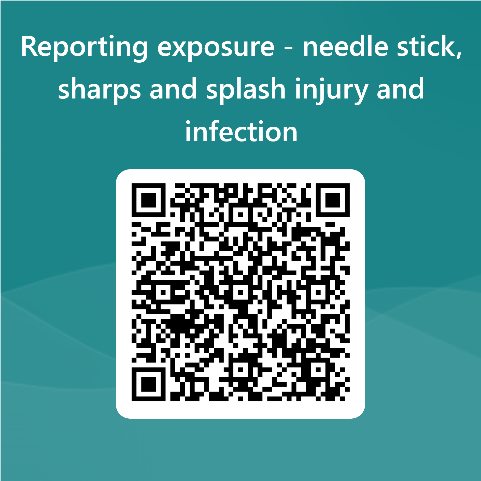 Reporting exposure - needle stick,
sharps and splash injury and
infection